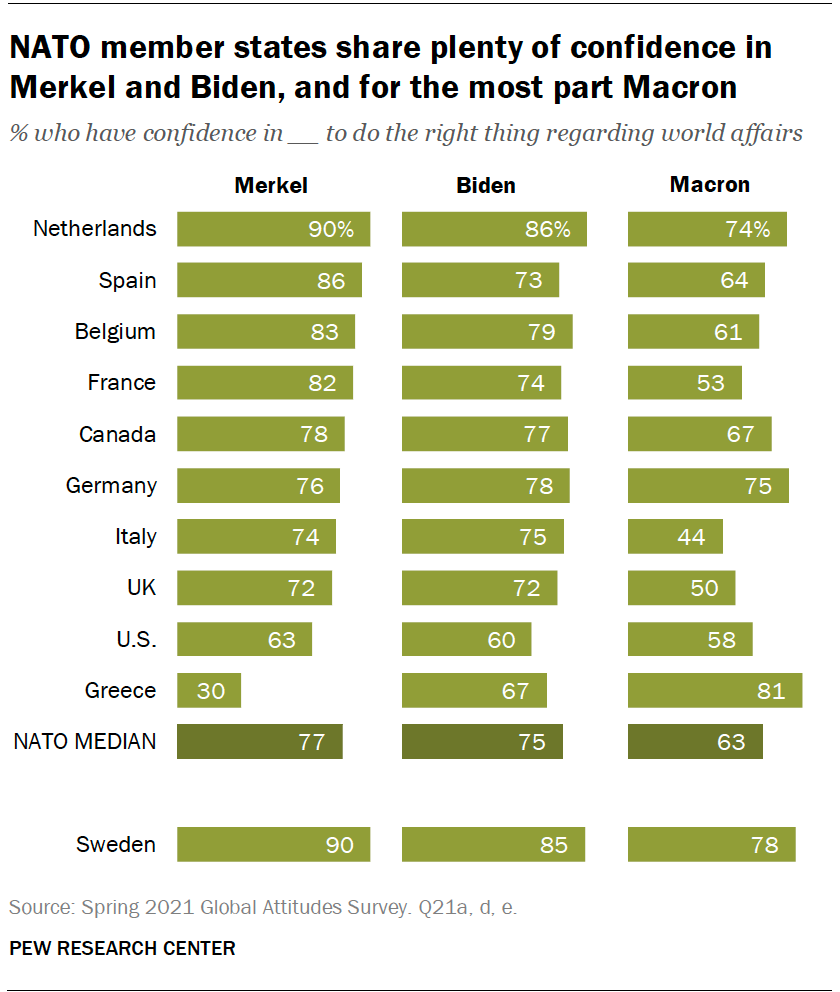 NATO member states share plenty of confidence in
Merkel and Biden, and for the most part Macron
% who have confidence in __ to do the right thing regarding world affairs
Merkel Biden Macron
Netherlands 90% 86% 74%
Spain 86 73 64
Belgium 83 79 61
France 82 74 53
Canada 78 77 67
Germany 76 78 75
Italy 74 75 44
UK 72 72 50
U.S. 63 60 58
Greece 30 67 81
NATO MEDIAN 77 75 63
Sweden 90 85 78
Source: Spring 2021 Global Attitudes Survey. Q21a, d, e.
PEW RESEARCH CENTER